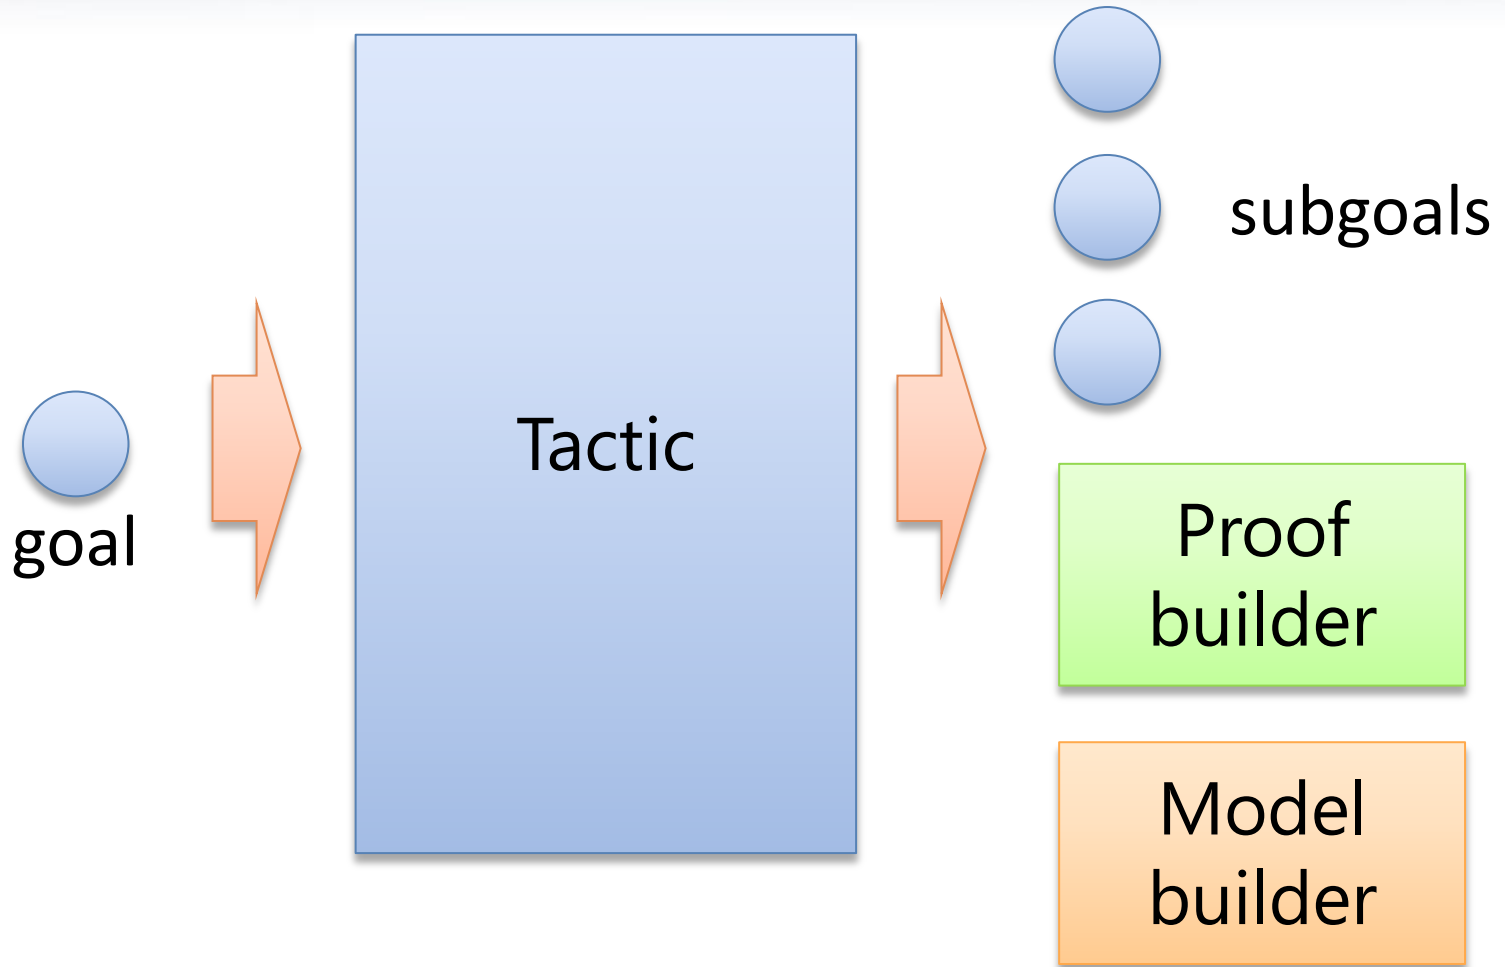 goal
Tactic
subgoals
Proof
builder
Model
builder